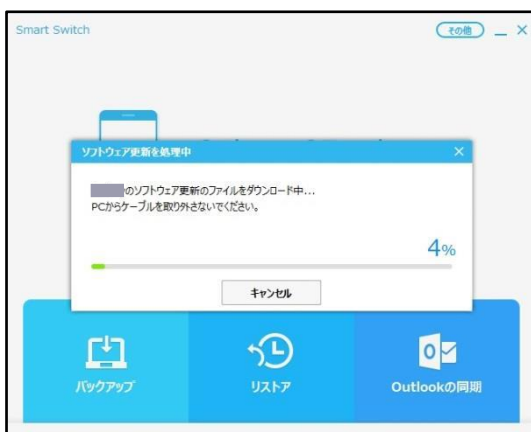 Smart Switch
その他
ソフトウェア更新を処理中
のソフトウェア更新のファイルをダウンロード中...
PCからケーブルを取り外さないでください。
4%
キャンセル
バックアップ
リストア
Outlookの同期